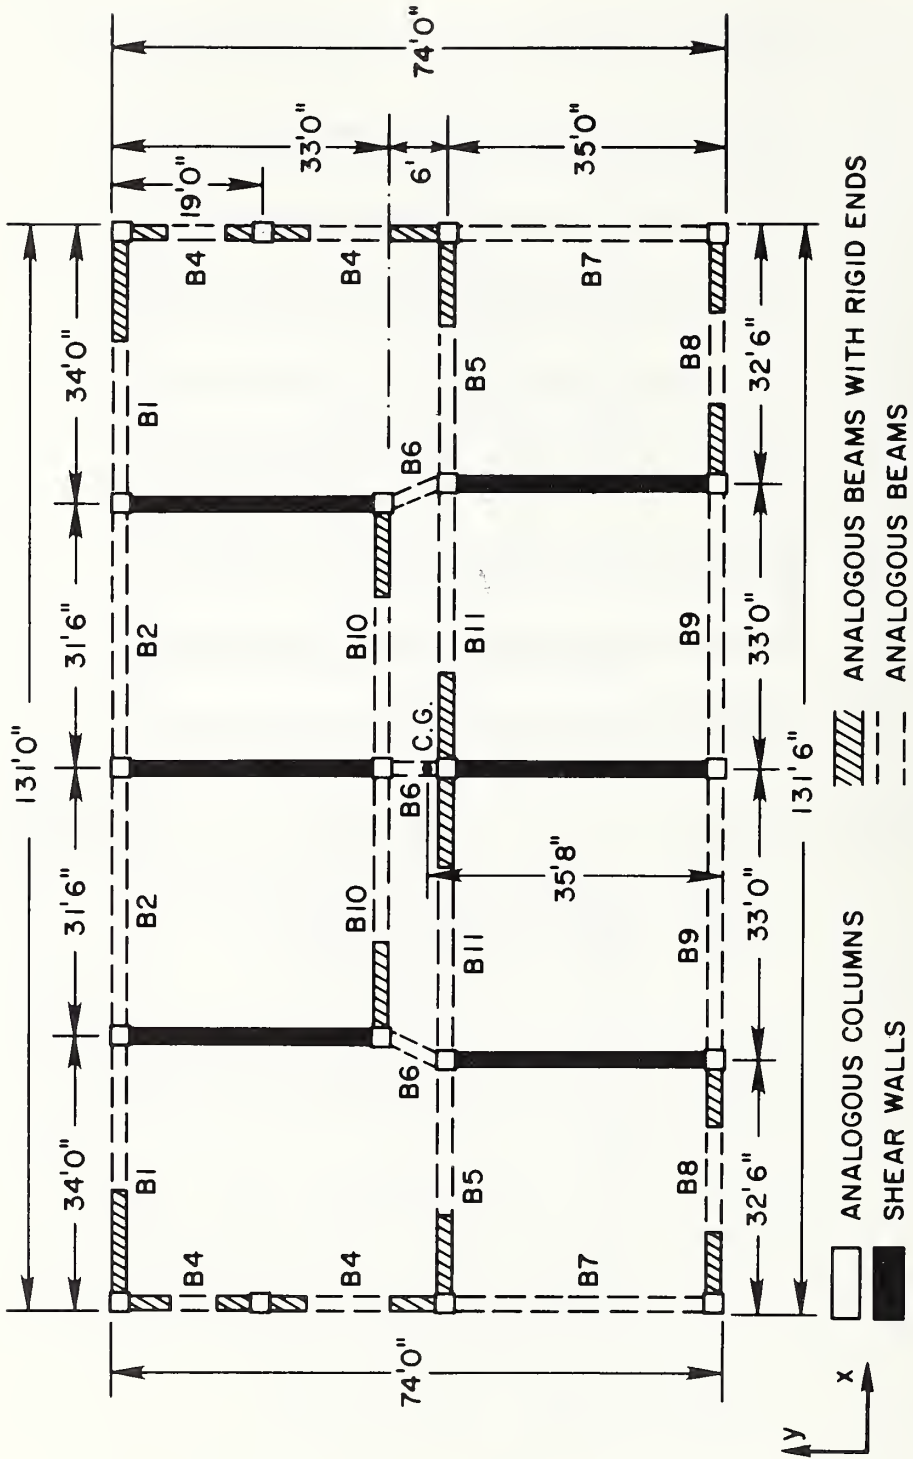 131'0"
34'0"
31'6"
31'6"
34'0"
B1
B2
B2
B1
B4
B4
19'0"
33'0"
74'0"
74'0"
B4
B4
B10
B10
B6
B6
C.G.
B6
6'
B5
B11
B11
B5
35'8"
35'0"
B7
B7
B8
B9
B9
B8
32'6"
33'0"
33'0"
32'6"
131'6"
y
x
ANALOGOUS COLUMNS
SHEAR WALLS
ANALOGOUS BEAMS WITH RIGID ENDS
ANALOGOUS BEAMS